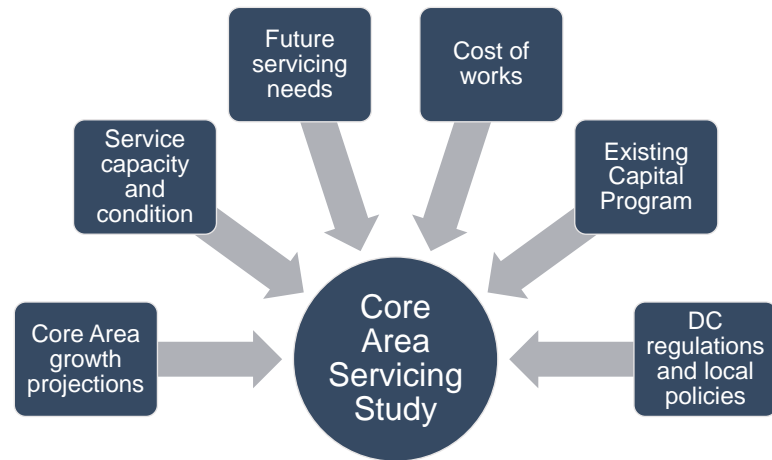 Future
servicing
needs
Cost of
works
Service
capacity
and
condition
Existing
Capital
Program
Core Area
growth
projections
Core
Area
Servicing
Study
DC
regulations
and local
policies